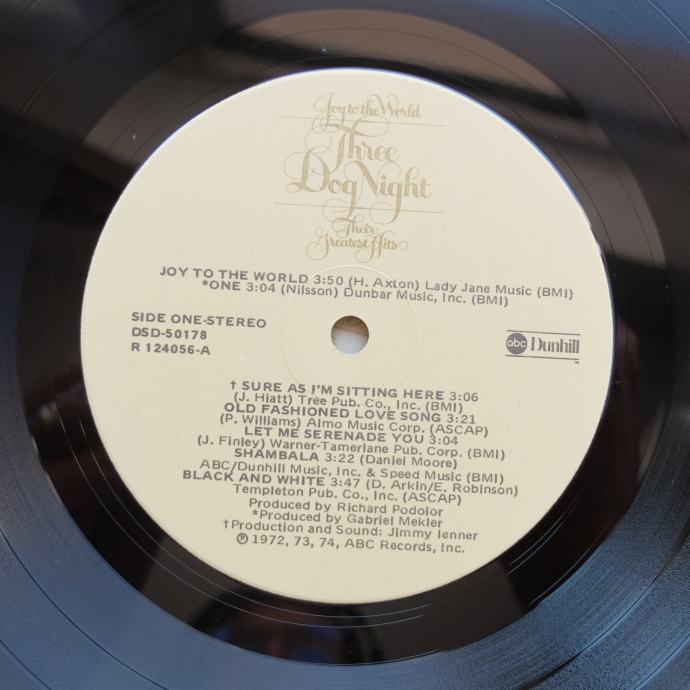 Joy to the World
Three
Dog Night
Their
Greatest Hits
JOY TO THE WORLD 3:50 (H. Axton) Lady Jane Music (BMI)
*ONE 3:04 (Nilsson) Dunbar Music, Inc. (BMI)
SIDE ONE-STEREO
DSD-50178
R 124056-A
abc Dunhill
TM
† SURE AS I'M SITTING HERE 3:06
(J. Hiatt) Tree Pub. Co., Inc. (BMI)
OLD FASHIONED LOVE SONG 3:21
(P. Williams) Almo Music Corp. (ASCAP)
LET ME SERENADE YOU 3:04
(J. Finley) Warner-Tamerlane Pub. Corp. (BMI)
SHAMBALA 3:22 (Daniel Moore)
ABC/Dunhill Music, Inc. & Speed Music (BMI)
BLACK AND WHITE 3:47 (D. Arkin/E. Robinson)
Templeton Pub. Co., Inc. (ASCAP)
Produced by Richard Podolor
*Produced by Gabriel Mekler
†Production and Sound: Jimmy Ienner
℗ 1972, 73, 74, ABC Records, Inc.